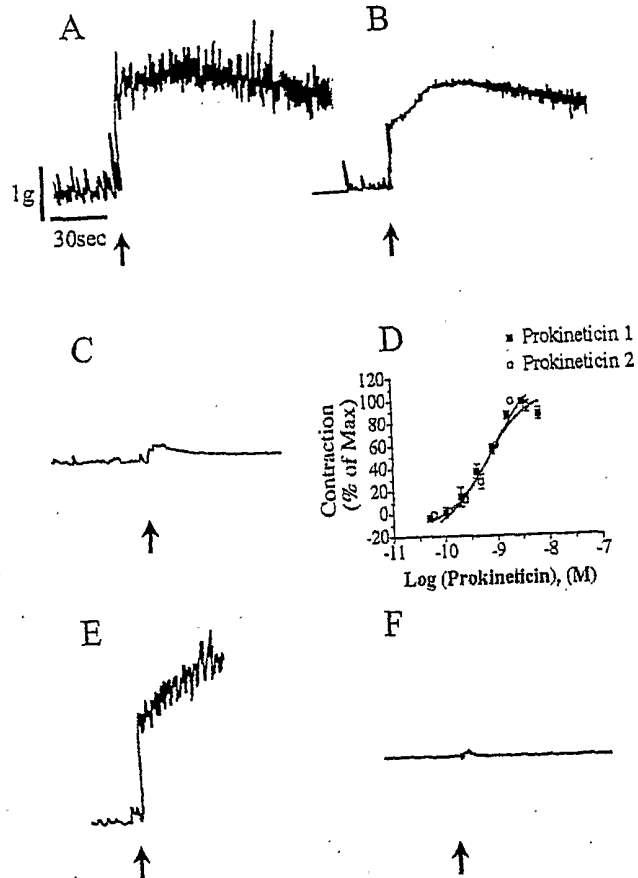 A
B
1g
30sec
C
D
Prokineticin 1
Prokineticin 2
Contraction
(% of Max)
120
100
80
60
40
20
0
-20
-11 -10 -9 -8 -7
Log (Prokineticin), (M)
E
F